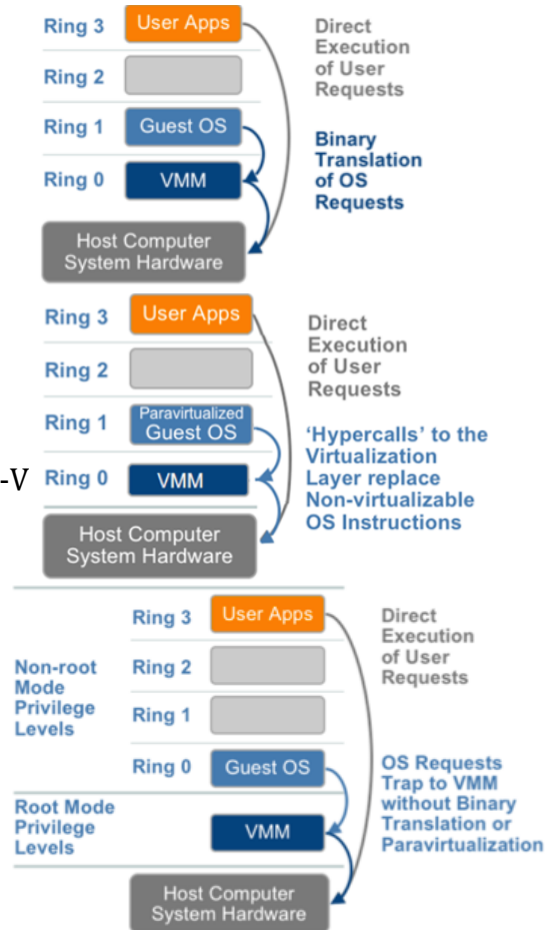 Ring 3
User Apps
Direct
Execution
of User
Requests
Ring 2
Ring 1
Guest OS
Binary
Translation
of OS
Requests
Ring 0
VMM
Host Computer
System Hardware
Ring 3
User Apps
Direct
Execution
of User
Requests
Ring 2
Ring 1
Paravirtualized
Guest OS
'Hypercalls' to the
Virtualization
Layer replace
Non-virtualizable
OS Instructions
-V
Ring 0
VMM
Host Computer
System Hardware
Ring 3
User Apps
Direct
Execution
of User
Requests
Non-root
Mode
Privilege
Levels
Ring 2
Ring 1
Ring 0
Guest OS
OS Requests
Trap to VMM
without Binary
Translation or
Paravirtualization
Root Mode
Privilege
Levels
VMM
Host Computer
System Hardware